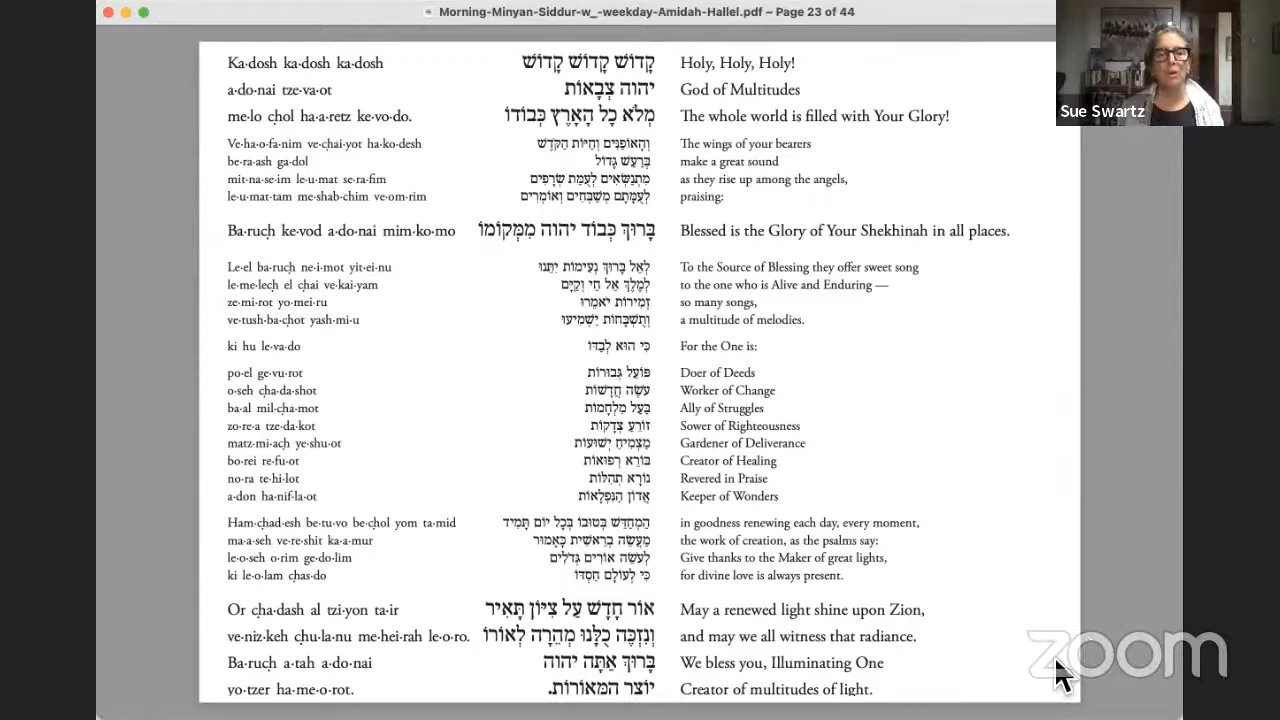 Morning-Minyan-Siddur-w_-weekday-Amidah-Hallel.pdf – Page 23 of 44
Sue Swartz
Ka·dosh ka·dosh ka·dosh קָדוֹשׁ קָדוֹשׁ קָדוֹשׁ Holy, Holy, Holy!
a·do·nai tze·va·ot יהוה צְבָאוֹת God of Multitudes
me·lo cḥol ha·a·retz ke·vo·do. מְלֹא כָל הָאָרֶץ כְּבוֹדוֹ The whole world is filled with Your Glory!
Ve·ha·o·fa·nim ve·cḥai·yot ha·ko·desh וְהָאוֹפַנִּים וְחַיּוֹת הַקֹּדֶשׁ The wings of your bearers
be·ra·ash ga·dol בְּרַעַשׁ גָּדוֹל make a great sound
mit·na·se·im le·u·mat se·ra·fim מִתְנַשְּׂאִים לְעֻמַּת שְׂרָפִים as they rise up among the angels,
le·u·mat·tam me·shab·chim ve·om·rim לְעֻמָּתָם מְשַׁבְּחִים וְאוֹמְרִים praising:
Ba·rucḥ ke·vod a·do·nai mim·ko·mo בָּרוּךְ כְּבוֹד יהוה מִמְּקוֹמוֹ Blessed is the Glory of Your Shekhinah in all places.
Le·el ba·rucḥ ne·i·mot yit·ei·nu לְאֵל בָּרוּךְ נְעִימוֹת יִתֵּנוּ To the Source of Blessing they offer sweet song
le·me·lecḥ el cḥai ve·kai·yam לְמֶלֶךְ אֵל חַי וְקַיָּם to the one who is Alive and Enduring —
ze·mi·rot yo·mei·ru זְמִירוֹת יֹאמֵרוּ so many songs,
ve·tush·ba·cḥot yash·mi·u וְתֻשְׁבָּחוֹת יַשְׁמִיעוּ a multitude of melodies.
ki hu le·va·do כִּי הוּא לְבַדּוֹ For the One is:
po·el ge·vu·rot פּוֹעֵל גְּבוּרוֹת Doer of Deeds
o·seh cḥa·da·shot עֹשֶׂה חֲדָשׁוֹת Worker of Change
ba·al mil·cḥa·mot בַּעַל מִלְחָמוֹת Ally of Struggles
zo·re·a tze·da·kot זוֹרֵעַ צְדָקוֹת Sower of Righteousness
matz·mi·acḥ ye·shu·ot מַצְמִיחַ יְשׁוּעוֹת Gardener of Deliverance
bo·rei re·fu·ot בּוֹרֵא רְפוּאוֹת Creator of Healing
no·ra te·hi·lot נוֹרָא תְהִלּוֹת Revered in Praise
a·don ha·nif·la·ot אֲדוֹן הַנִּפְלָאוֹת Keeper of Wonders
Ham·cḥad·esh be·tu·vo be·cḥol yom ta·mid הַמְחַדֵּשׁ בְּטוּבוֹ בְּכָל יוֹם תָּמִיד in goodness renewing each day, every moment,
ma·a·seh ve·re·shit ka·a·mur מַעֲשֵׂה בְרֵאשִׁית כָּאָמוּר the work of creation, as the psalms say:
le·o·seh o·rim ge·do·lim לְעֹשֵׂה אוֹרִים גְּדֹלִים Give thanks to the Maker of great lights,
ki le·o·lam cḥas·do כִּי לְעוֹלָם חַסְדּוֹ for divine love is always present.
Or cḥa·dash al tzi·yon ta·ir אוֹר חָדָשׁ עַל צִיּוֹן תָּאִיר May a renewed light shine upon Zion,
ve·niz·keh cḥu·la·nu me·hei·rah le·o·ro. וְנִזְכֶּה כֻלָּנוּ מְהֵרָה לְאוֹרוֹ and may we all witness that radiance.
Ba·rucḥ a·tah a·do·nai בָּרוּךְ אַתָּה יהוה We bless you, Illuminating One
yo·tzer ha·me·o·rot. יוֹצֵר הַמְּאוֹרוֹת. Creator of multitudes of light.
zoom